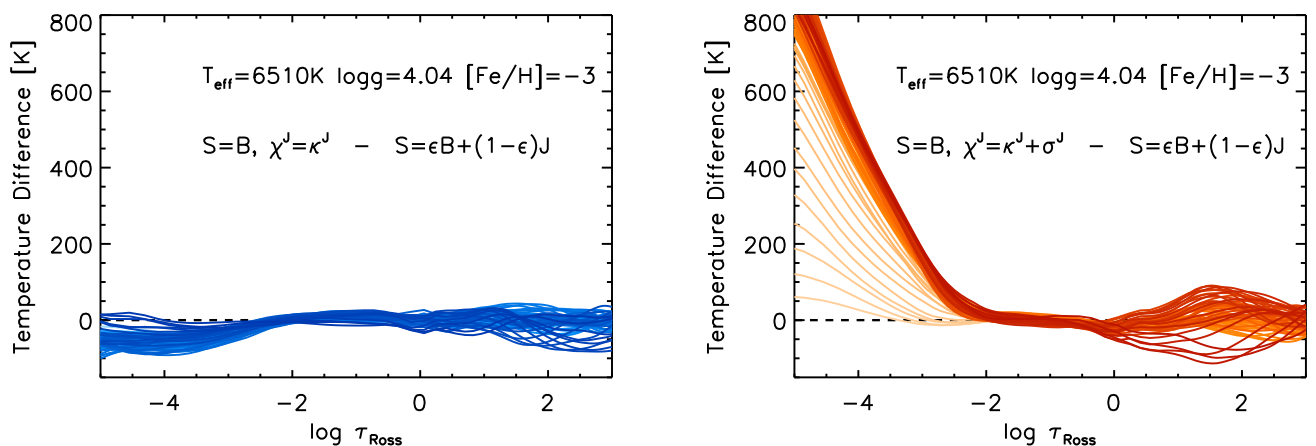 800
600
400
200
0
Temperature Difference [K]
T_eff=6510K logg=4.04 [Fe/H]=−3
S=B, χ^J=κ^J − S=ϵB+(1−ϵ)J
−4 −2 0 2
log τ_Ross
800
600
400
200
0
Temperature Difference [K]
T_eff=6510K logg=4.04 [Fe/H]=−3
S=B, χ^J=κ^J+σ^J − S=ϵB+(1−ϵ)J
−4 −2 0 2
log τ_Ross